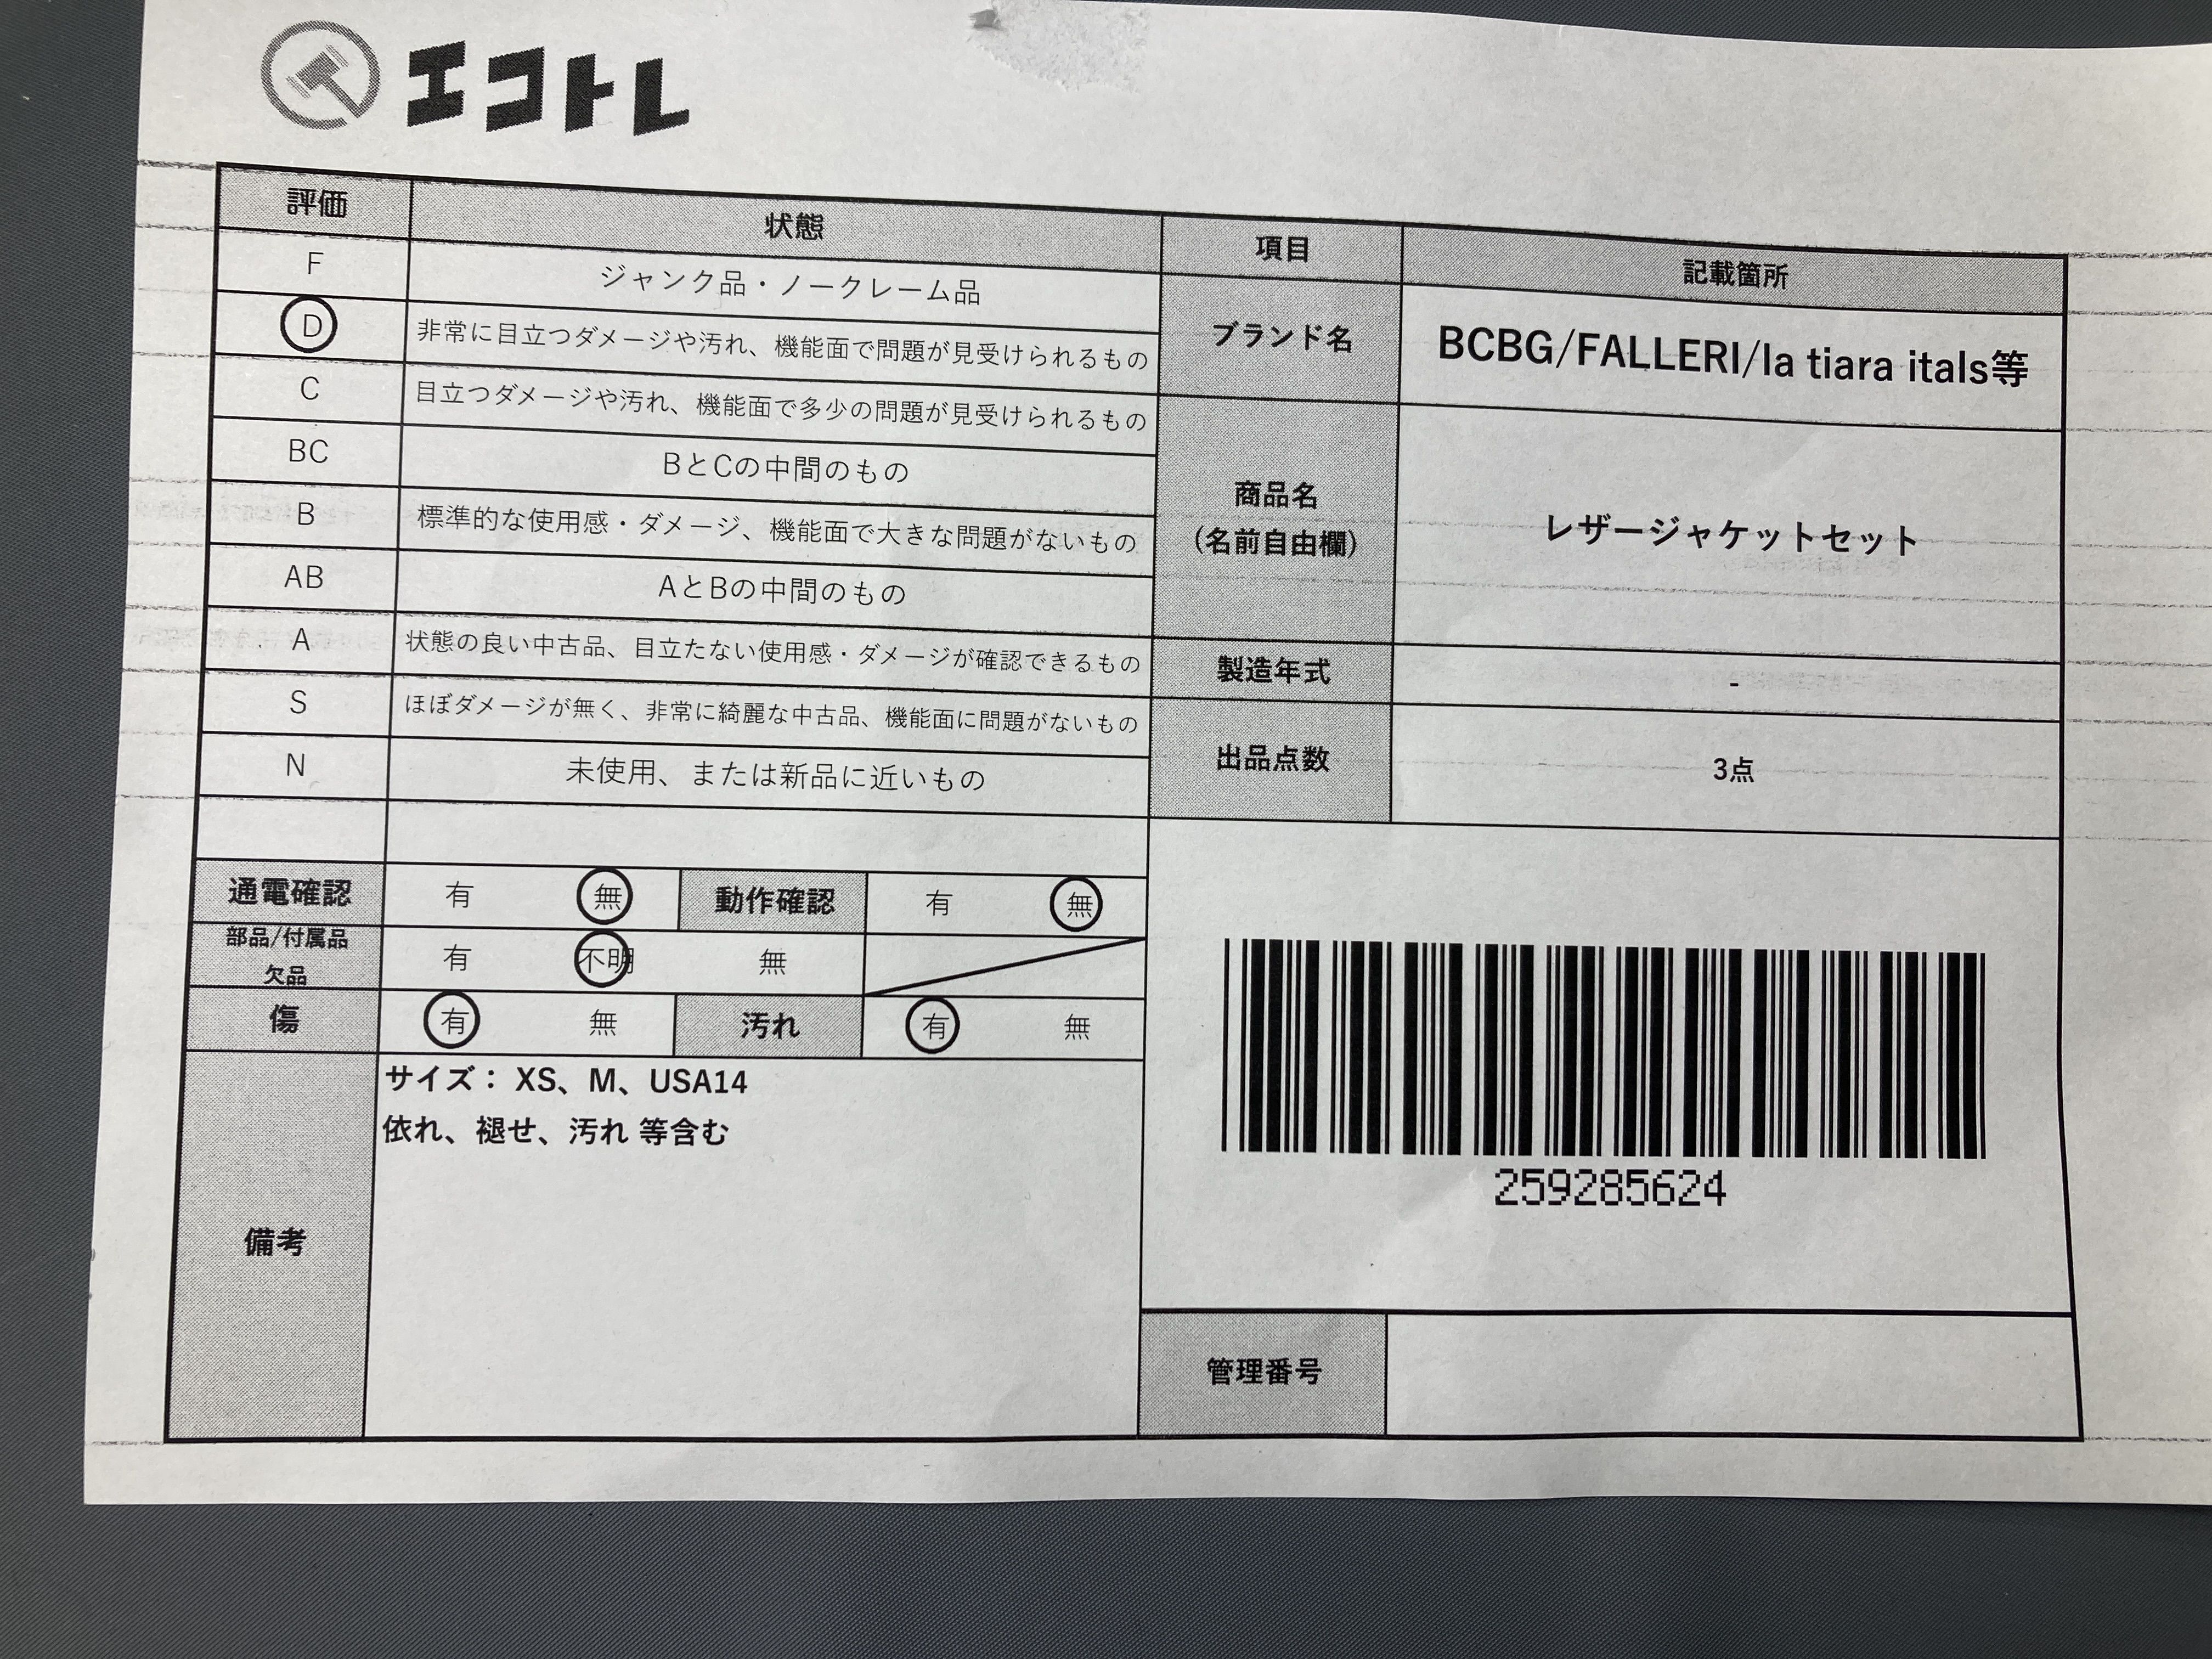 エコトレ
評価 状態
F ジャンク品・ノークレーム品
D 非常に目立つダメージや汚れ、機能面で問題が見受けられるもの
C 目立つダメージや汚れ、機能面で多少の問題が見受けられるもの
BC BとCの中間のもの
B 標準的な使用感・ダメージ、機能面で大きな問題がないもの
AB AとBの中間のもの
A 状態の良い中古品、目立たない使用感・ダメージが確認できるもの
S ほぼダメージが無く、非常に綺麗な中古品、機能面に問題がないもの
N 未使用、または新品に近いもの
通電確認 有 無 動作確認 有 無
部品/付属品
欠品 有 不明 無
傷 有 無 汚れ 有 無
備考
サイズ： XS、M、USA14
依れ、褪せ、汚れ 等含む
項目 記載箇所
ブランド名 BCBG/FALLERI/la tiara itals等
商品名
（名前自由欄） レザージャケットセット
製造年式 -
出品点数 3点
259285624
管理番号